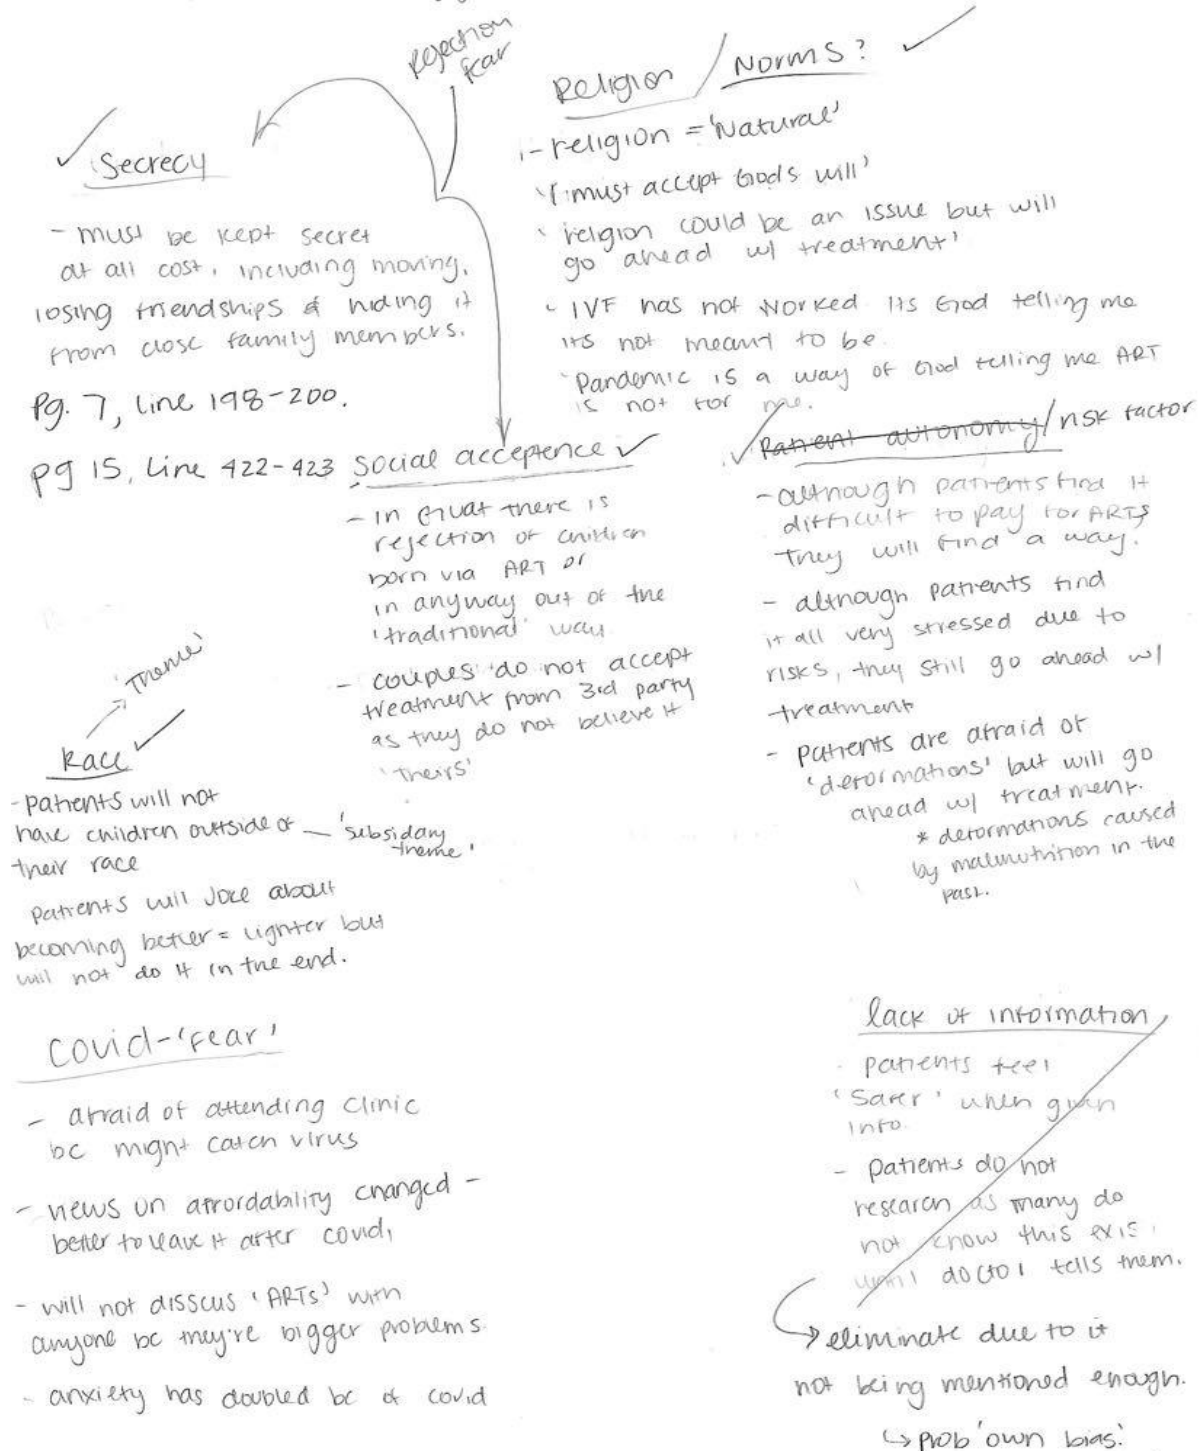 Rejection
fear
Religion / Norms?
- religion = 'Natural'
'I must accept Gods will'
' relgion could be an issue but will
go ahead w/ treatment'
- IVF has not worked its God telling me
its not meant to be.
'Pandemic is a way of God telling me ART
is not for me.
Secrecy
- must be kept secret
at all cost, including moving,
losing friendships & hiding it
from close family members.
Pg. 7, line 198-200.
pg 15, Line 422-423
Social acceptence
- in Guat there is
rejection of children
born via ART or
in anyway out of the
'traditional' way
- couples do not accept
treatment from 3rd party
as they do not believe it
'theirs'
Patient autonomy/risk factor
- although patients find it
difficult to pay for ARTs
they will find a way.
- although patients find
it all very stressed due to
risks, they still go ahead w/
treatment
- patients are afraid of
'deformations' but will go
ahead w/ treatment.
* deformations caused
by malnutrition in the
past.
'Theme'
Race
- patients will not
have children outside of
their race
'subsidary
theme'
patients will joke about
becoming better = lighter but
will not do it in the end.
Covid-'Fear'
- afraid of attending clinic
bc might catch virus
- views on affordability changed -
better to leave it after covid,
- will not disscus 'ARTs' with
anyone bc they're bigger problems
- anxiety has doubled bc of covid
lack of information
- patients feel
'safer' when given
info.
- patients do not
research as many do
not know this exis
until doctor tells them.
eliminate due to it
not being mentioned enough.
prob 'own bias'